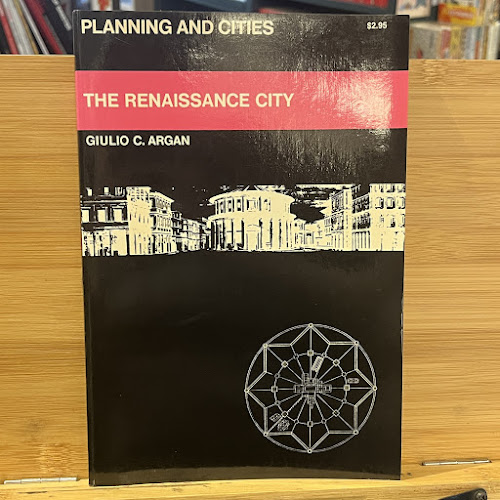 PLANNING AND CITIES
$2.95
THE RENAISSANCE CITY
GIULIO C. ARGAN